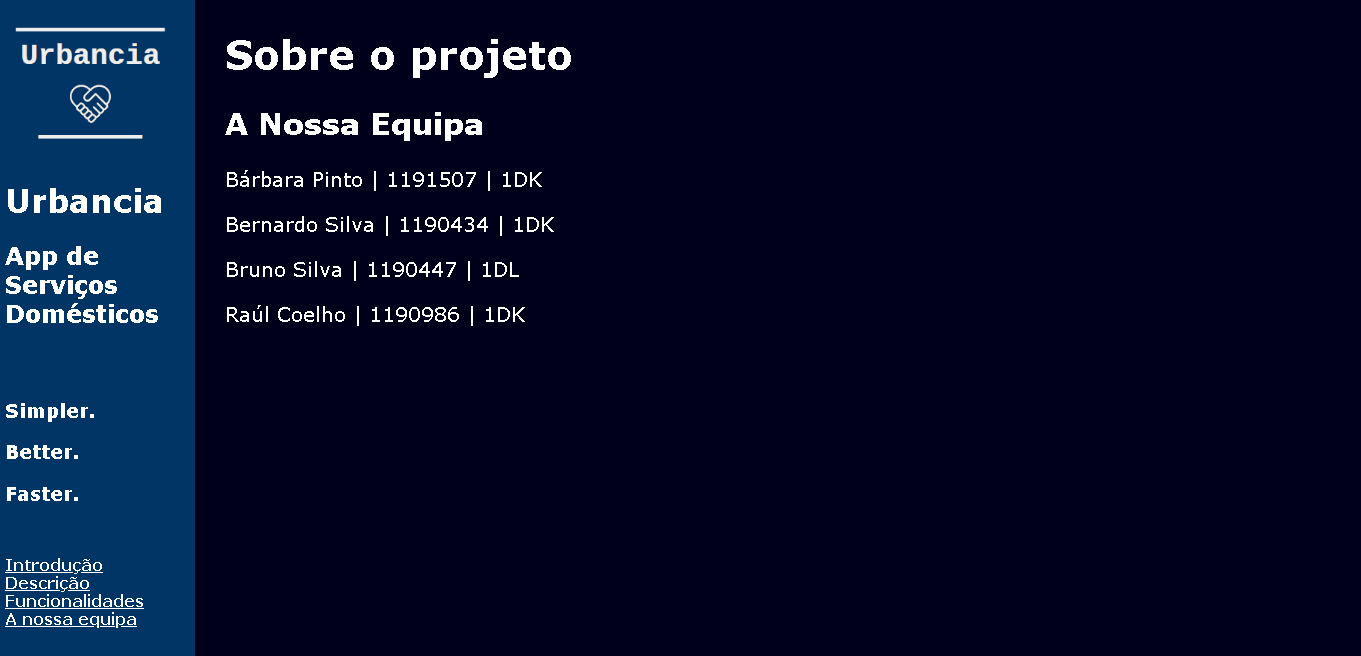 Urbancia
Urbancia
App de
Serviços
Domésticos
Simpler.
Better.
Faster.
Introdução
Descrição
Funcionalidades
A nossa equipa
Sobre o projeto
A Nossa Equipa
Bárbara Pinto | 1191507 | 1DK
Bernardo Silva | 1190434 | 1DK
Bruno Silva | 1190447 | 1DL
Raúl Coelho | 1190986 | 1DK